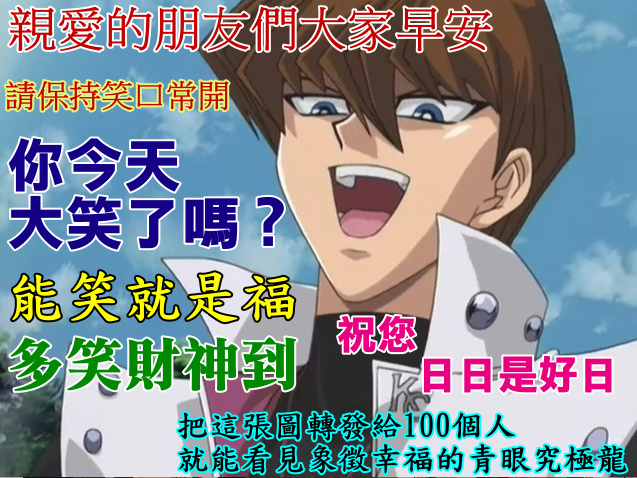 親愛的朋友們大家早安
請保持笑口常開
你今天
大笑了嗎？
能笑就是福
多笑財神到
祝您
日日是好日
把這張圖轉發給100個人
就能看見象徵幸福的青眼究極龍